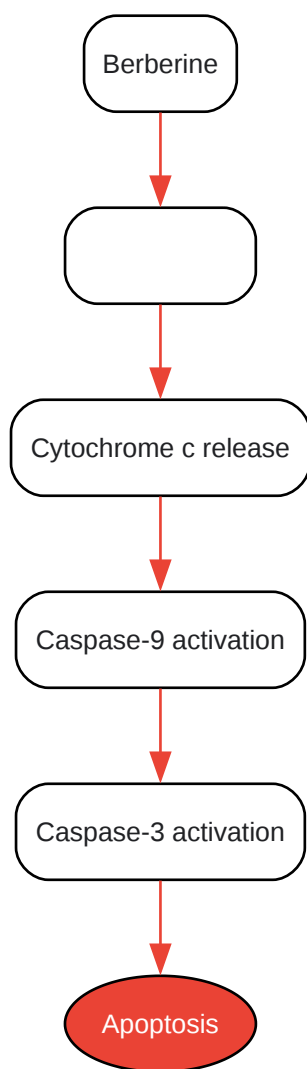 Berberine
Cytochrome c release
Caspase-9 activation
Caspase-3 activation
Apoptosis